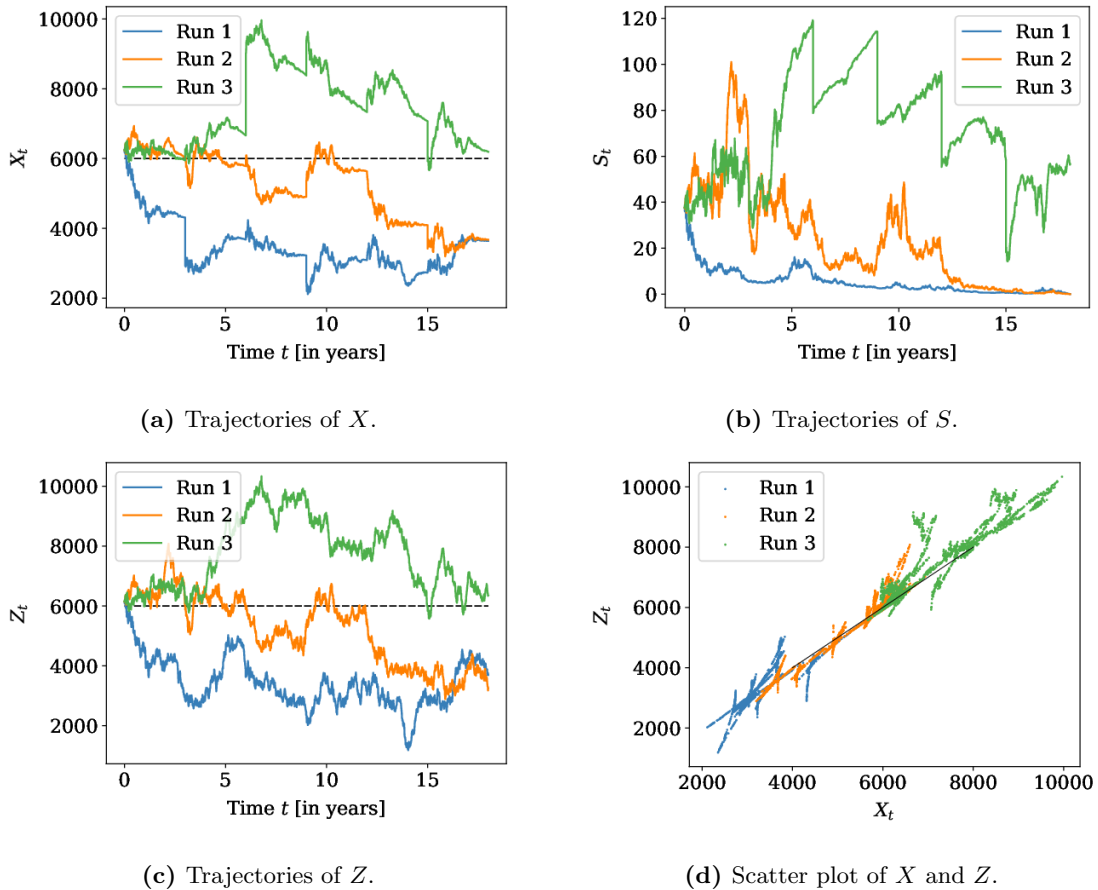 10000
8000
6000
4000
2000
X_t
Run 1
Run 2
Run 3
0 5 10 15
Time t [in years]
(a) Trajectories of X.
120
100
80
60
40
20
0
S_t
Run 1
Run 2
Run 3
0 5 10 15
Time t [in years]
(b) Trajectories of S.
10000
8000
6000
4000
2000
Z_t
Run 1
Run 2
Run 3
0 5 10 15
Time t [in years]
(c) Trajectories of Z.
10000
8000
6000
4000
2000
Z_t
Run 1
Run 2
Run 3
2000 4000 6000 8000 10000
X_t
(d) Scatter plot of X and Z.